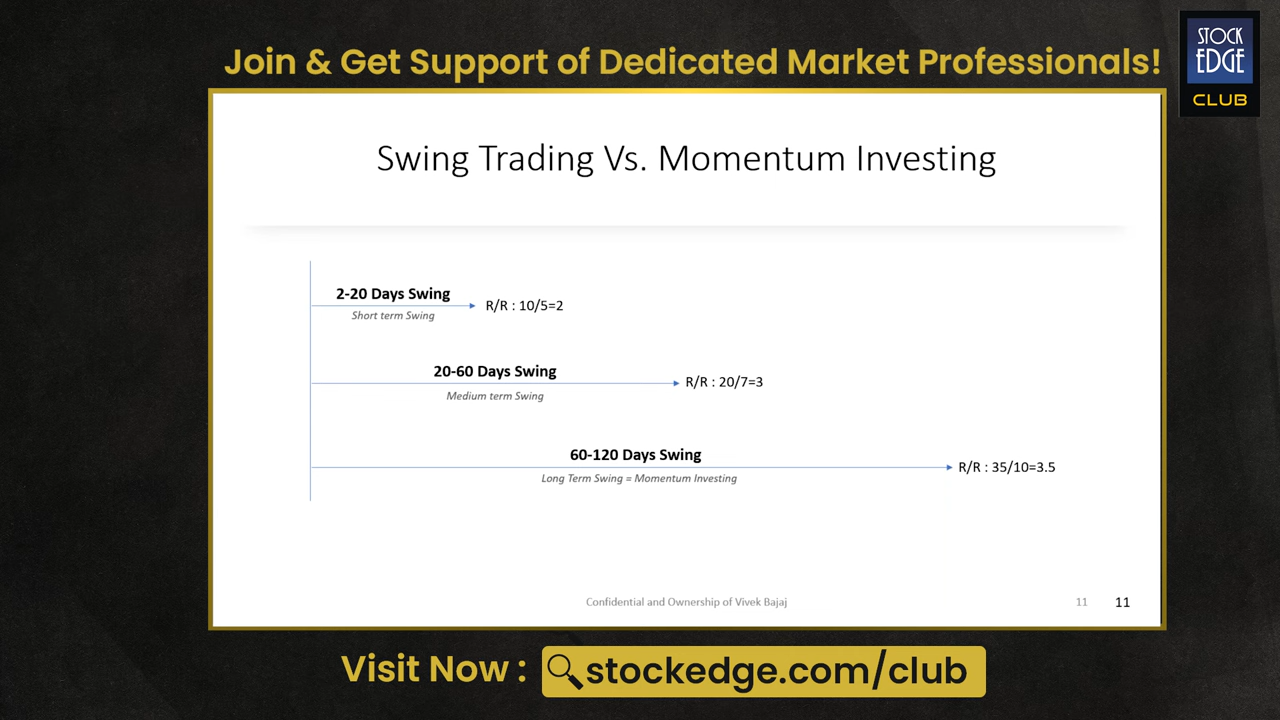 Join & Get Support of Dedicated Market Professionals!
STOCK
EDGE
CLUB
Swing Trading Vs. Momentum Investing
2-20 Days Swing
R/R : 10/5=2
Short term Swing
20-60 Days Swing
R/R : 20/7=3
Medium term Swing
60-120 Days Swing
R/R : 35/10=3.5
Long Term Swing = Momentum Investing
Confidential and Ownership of Vivek Bajaj
11
11
Visit Now : stockedge.com/club